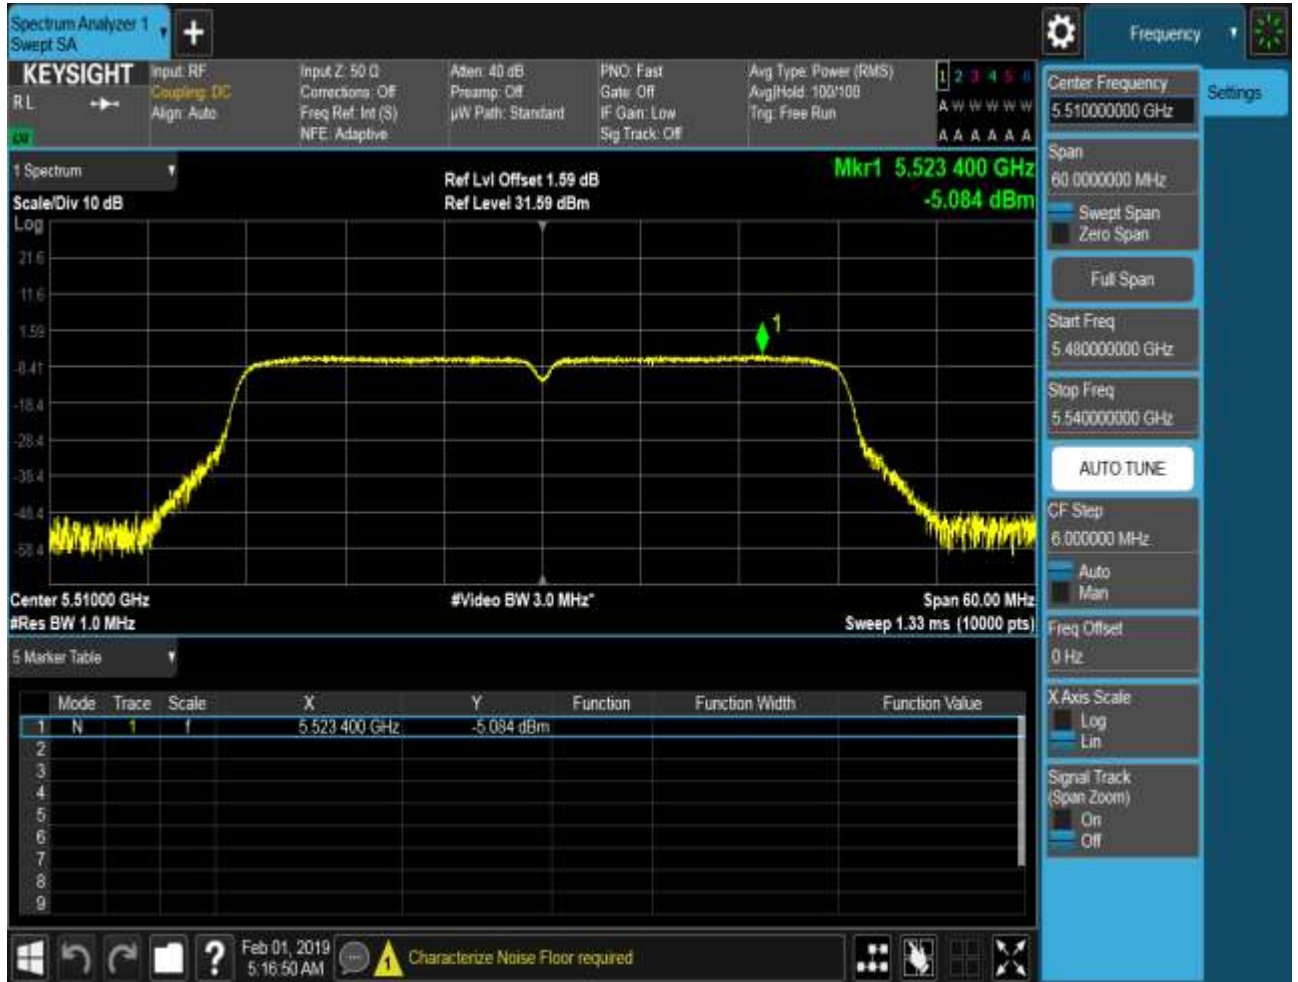 Spectrum Analyzer 1
Swept SA
+
Frequency
KEYSIGHT
RL
Input: RF
Coupling: DC
Align: Auto
Input Z: 50 Ω
Corrections: Off
Freq Ref: Int (S)
NFE: Adaptive
Atten: 40 dB
Preamp: Off
µW Path: Standard
PNO: Fast
Gate: Off
IF Gain: Low
Sig Track: Off
Avg Type: Power (RMS)
Avg|Hold: 100/100
Trig: Free Run
1 2 3 4 5 6
A W W W W W
A A A A A A
1 Spectrum
Scale/Div 10 dB
Ref Lvl Offset 1.59 dB
Ref Level 31.59 dBm
Mkr1 5.523 400 GHz
-5.084 dBm
Log
21.6
11.6
1.59
-8.41
-18.4
-28.4
-38.4
-48.4
-58.4
1
Center 5.51000 GHz
#Res BW 1.0 MHz
#Video BW 3.0 MHz*
Span 60.00 MHz
Sweep 1.33 ms (10000 pts)
5 Marker Table
Mode Trace Scale X Y Function Function Width Function Value
1 N 1 f 5.523 400 GHz -5.084 dBm
2
3
4
5
6
7
8
9
Feb 01, 2019
5:16:50 AM
1
Characterize Noise Floor required
Settings
Center Frequency
5.510000000 GHz
Span
60.0000000 MHz
Swept Span
Zero Span
Full Span
Start Freq
5.480000000 GHz
Stop Freq
5.540000000 GHz
AUTO TUNE
CF Step
6.000000 MHz
Auto
Man
Freq Offset
0 Hz
X Axis Scale
Log
Lin
Signal Track
(Span Zoom)
On
Off